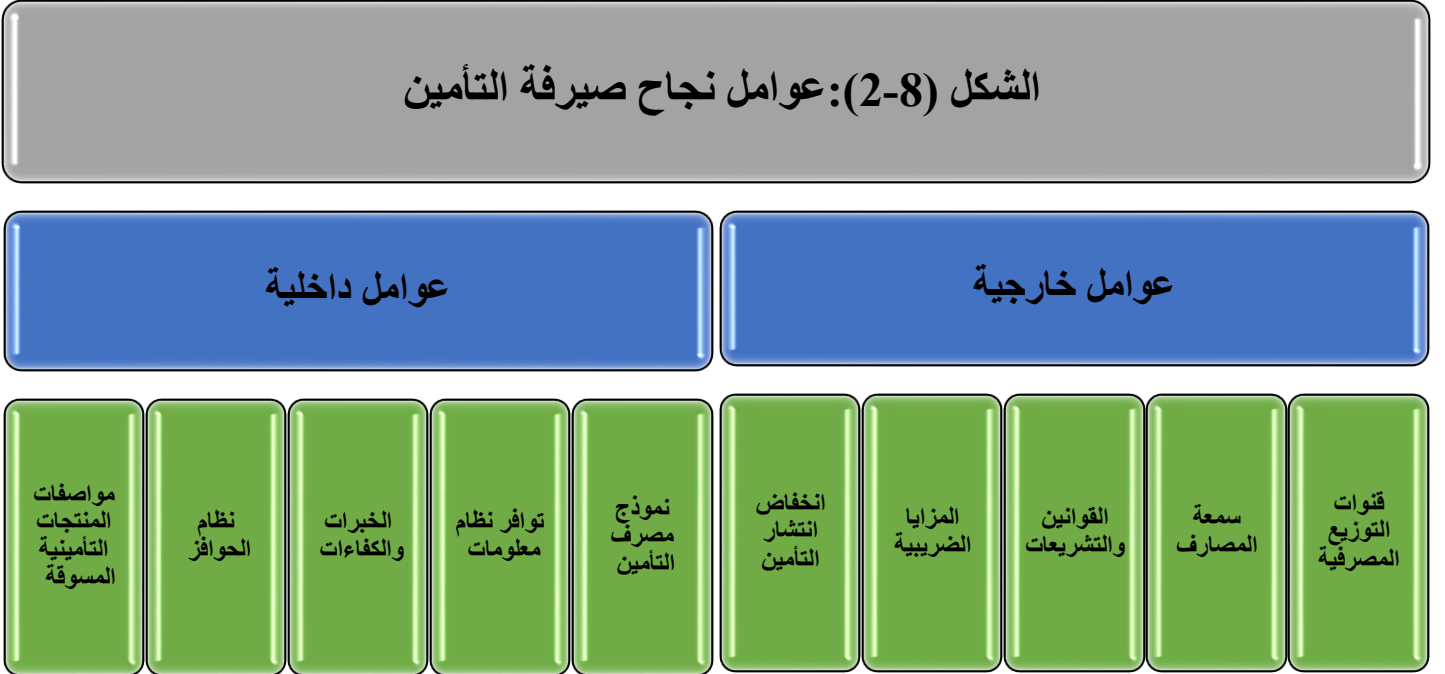 الشكل (8-2):عوامل نجاح صيرفة التأمين
عوامل خارجية
عوامل داخلية
قنوات
التوزيع
المصرفية
سمعة
المصارف
القوانين
والتشريعات
المزايا
الضريبية
انخفاض
انتشار
التأمين
نموذج
مصرف
التأمين
توافر نظام
معلومات
الخبرات
والكفاءات
نظام
الحوافز
مواصفات
المنتجات
التأمينية
المسوقة